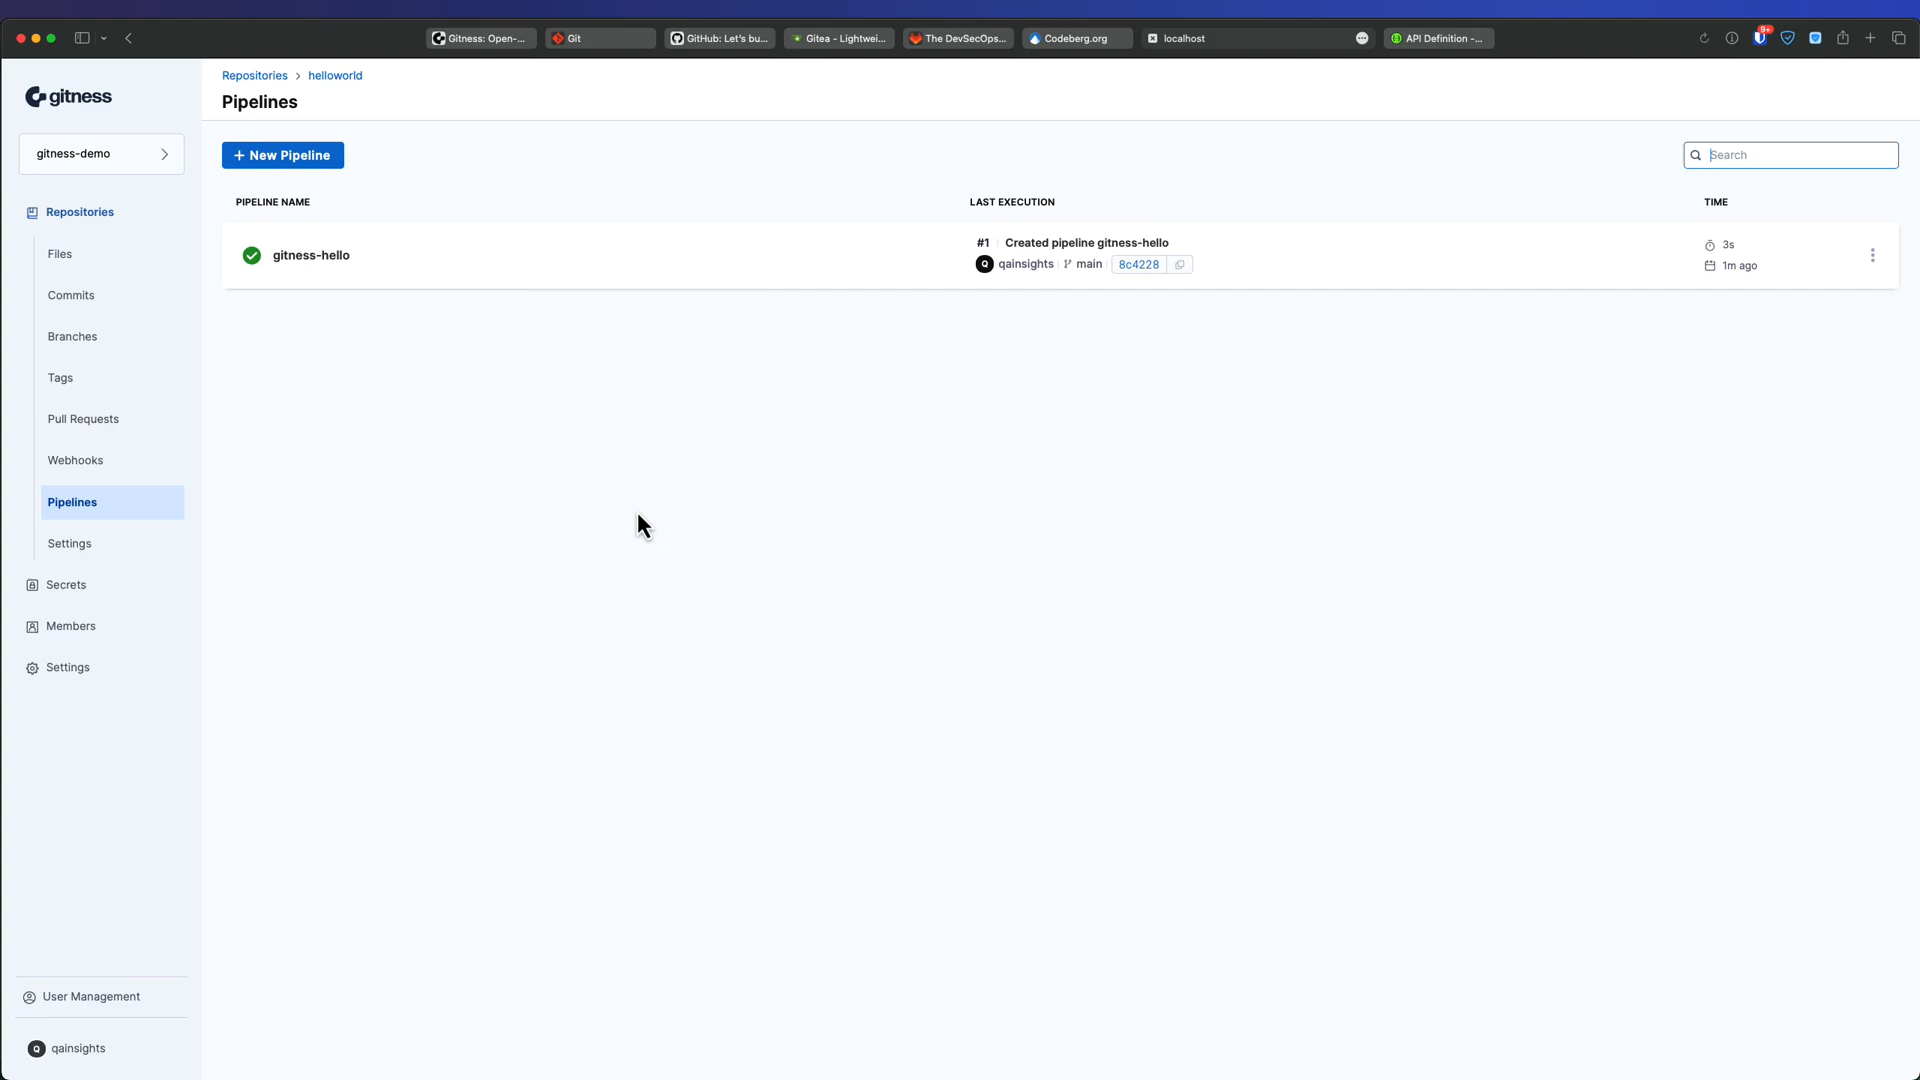 Gitness: Open-...
Git
GitHub: Let's bu...
Gitea - Lightwei...
The DevSecOps...
Codeberg.org
localhost
API Definition -...
9+
gitness
gitness-demo
Repositories
Files
Commits
Branches
Tags
Pull Requests
Webhooks
Pipelines
Settings
Secrets
Members
Settings
User Management
Q qainsights
Repositories > helloworld
Pipelines
+ New Pipeline
Search
PIPELINE NAME LAST EXECUTION TIME
gitness-hello
#1 Created pipeline gitness-hello
Q qainsights main 8c4228
3s
1m ago